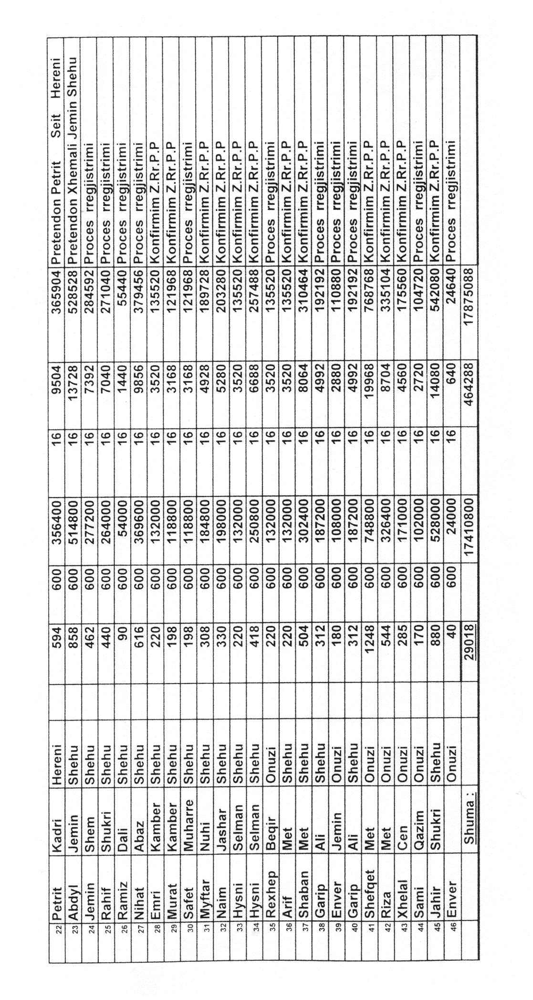 22 Petrit Kadri Hereni 594 600 356400 16 9504 365904 Pretendon Petrit Seit Hereni
23 Abdyl Jemin Shehu 858 600 514800 16 13728 528528 Pretendon Xhemali Jemin Shehu
24 Jemin Shem Shehu 462 600 277200 16 7392 284592 Proces rregjistrimi
25 Rahif Shukri Shehu 440 600 264000 16 7040 271040 Proces rregjistrimi
26 Ramiz Dali Shehu 90 600 54000 16 1440 55440 Proces rregjistrimi
27 Nihat Abaz Shehu 616 600 369600 16 9856 379456 Proces rregjistrimi
28 Emri Kamber Shehu 220 600 132000 16 3520 135520 Konfirmim Z.Rr.P.P
29 Murat Kamber Shehu 198 600 118800 16 3168 121968 Konfirmim Z.Rr.P.P
30 Safet Muharre Shehu 198 600 118800 16 3168 121968 Proces rregjistrimi
31 Myftar Nuhi Shehu 308 600 184800 16 4928 189728 Konfirmim Z.Rr.P.P
32 Naim Jashar Shehu 330 600 198000 16 5280 203280 Konfirmim Z.Rr.P.P
33 Hysni Selman Shehu 220 600 132000 16 3520 135520 Konfirmim Z.Rr.P.P
34 Hysni Selman Shehu 418 600 250800 16 6688 257488 Konfirmim Z.Rr.P.P
35 Rexhep Beqir Onuzi 220 600 132000 16 3520 135520 Proces rregjistrimi
36 Arif Met Shehu 220 600 132000 16 3520 135520 Konfirmim Z.Rr.P.P
37 Shaban Met Shehu 504 600 302400 16 8064 310464 Konfirmim Z.Rr.P.P
38 Garip Ali Shehu 312 600 187200 16 4992 192192 Proces rregjistrimi
39 Enver Jemin Onuzi 180 600 108000 16 2880 110880 Proces rregjistrimi
40 Garip Ali Shehu 312 600 187200 16 4992 192192 Proces rregjistrimi
41 Shefqet Met Onuzi 1248 600 748800 16 19968 768768 Konfirmim Z.Rr.P.P
42 Riza Met Onuzi 544 600 326400 16 8704 335104 Konfirmim Z.Rr.P.P
43 Xhelal Cen Onuzi 285 600 171000 16 4560 175560 Konfirmim Z.Rr.P.P
44 Sami Qazim Onuzi 170 600 102000 16 2720 104720 Proces rregjistrimi
45 Jahir Shukri Shehu 880 600 528000 16 14080 542080 Konfirmim Z.Rr.P.P
46 Enver Onuzi 40 600 24000 16 640 24640 Proces rregjistrimi
Shuma : 29018 17410800 464288 17875088